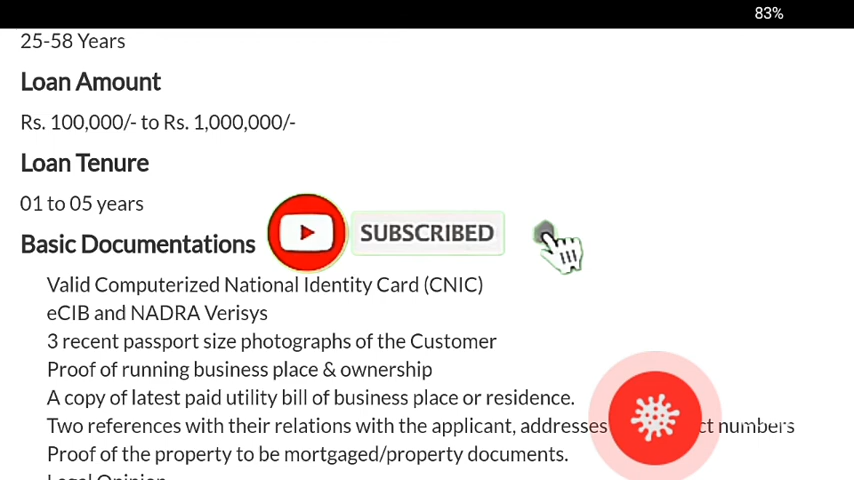 83%
25-58 Years
Loan Amount
Rs. 100,000/- to Rs. 1,000,000/-
Loan Tenure
01 to 05 years
SUBSCRIBED
Basic Documentations
Valid Computerized National Identity Card (CNIC)
eCIB and NADRA Verisys
3 recent passport size photographs of the Customer
Proof of running business place & ownership
A copy of latest paid utility bill of business place or residence.
Two references with their relations with the applicant, addresses numbers
Proof of the property to be mortgaged/property documents.
Legal Opinion